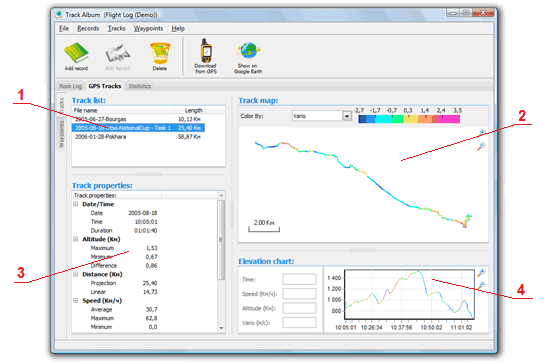 Track Album (Flight Log (Demo))
File Records Tracks Waypoints Help
Add record
Edit Record
Delete
Download from GPS
Show on Google Earth
Book Log GPS Tracks Statistics
Tracks
Waypoints
1
Track list:
File name Length
2005-06-27-Bourgas 10,13 Км
-NationalCup - Task 1 25,40 Км
2006-01-28-Pokhara 58,87 Км
Track map:
Color By: Vario
-2,7 -1,7 -0,7 0,3 1,4 2,4 3,5
2
2,00 Км
Track properties:
Track properties:
Date/Time
Date 2005-08-18
Time 10:05:01
Duration 01:01:40
Altitude (Км)
Maximum 1,53
Minimum 0,67
Difference 0,86
Distance (Км)
Projection 25,40
Linear 14,73
Speed (Км/ч)
Average 30,7
Maximum 62,8
Minimum 0,0
3
Elevation chart:
Time:
Speed (Км/ч):
Altitude (Км):
Vario (м/с):
1 400
1 200
1 000
800
10:05:01 10:26:34 10:37:58 10:50:02 11:01:02
4